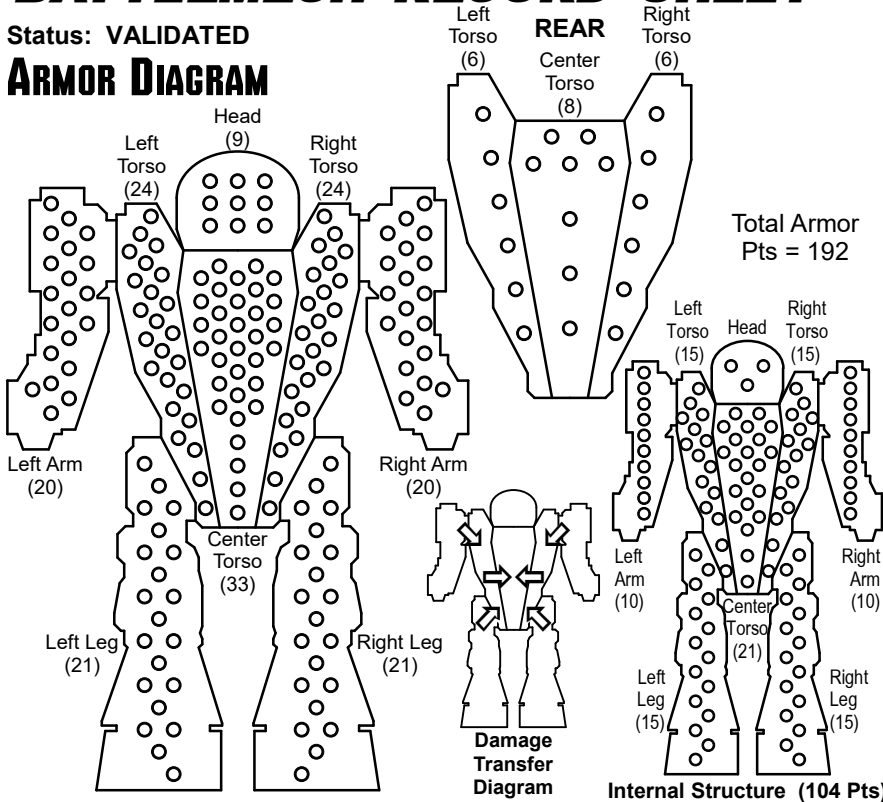 BATTLEMECH RECORD SHEET
Status: VALIDATED
ARMOR DIAGRAM
Left
Torso
(6)
REAR
Center
Torso
(8)
Right
Torso
(6)
Head
(9)
Left
Torso
(24)
Right
Torso
(24)
Total Armor
Pts = 192
Left Arm
(20)
Right Arm
(20)
Center
Torso
(33)
Left Leg
(21)
Right Leg
(21)
Damage
Transfer
Diagram
Left
Torso
(15)
Head
Right
Torso
(15)
Left
Arm
(10)
Right
Arm
(10)
Center
Torso
(21)
Left
Leg
(15)
Right
Leg
(15)
Internal Structure (104 Pts)